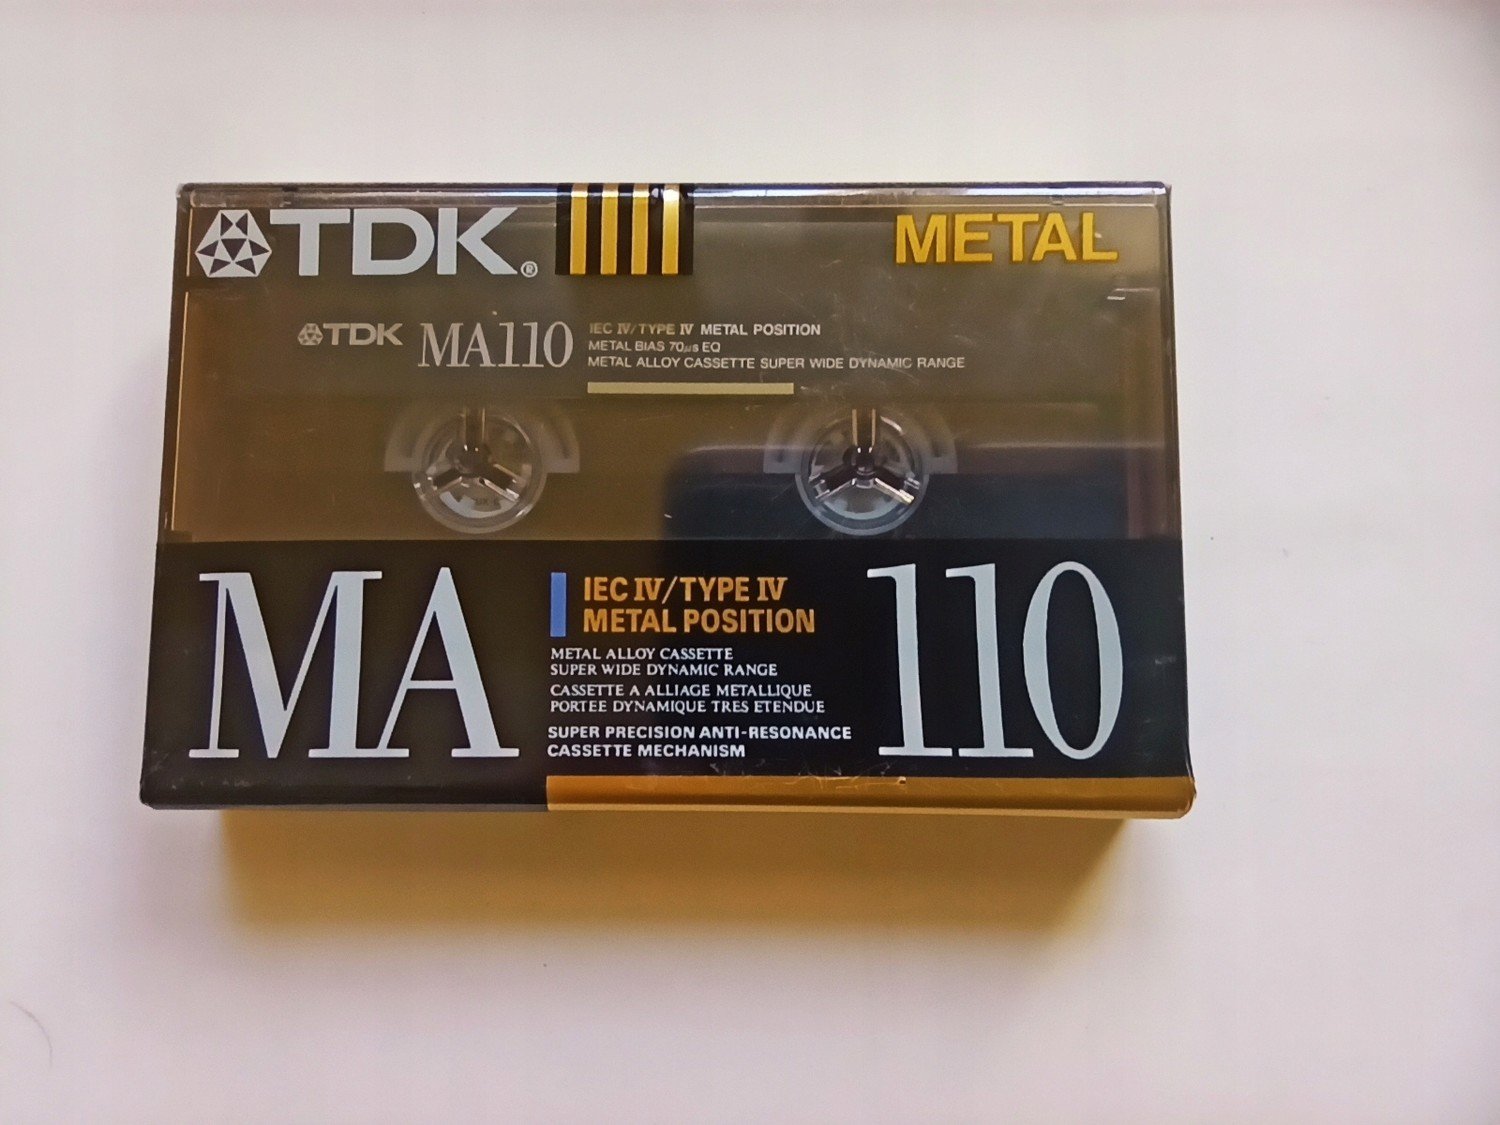 TDK®
METAL
TDK MA110
IEC IV/TYPE IV METAL POSITION
METAL BIAS 70μs EQ
METAL ALLOY CASSETTE SUPER WIDE DYNAMIC RANGE
MA
IEC IV/TYPE IV
METAL POSITION
METAL ALLOY CASSETTE
SUPER WIDE DYNAMIC RANGE
CASSETTE A ALLIAGE METALLIQUE
PORTEE DYNAMIQUE TRES ETENDUE
SUPER PRECISION ANTI-RESONANCE
CASSETTE MECHANISM
110